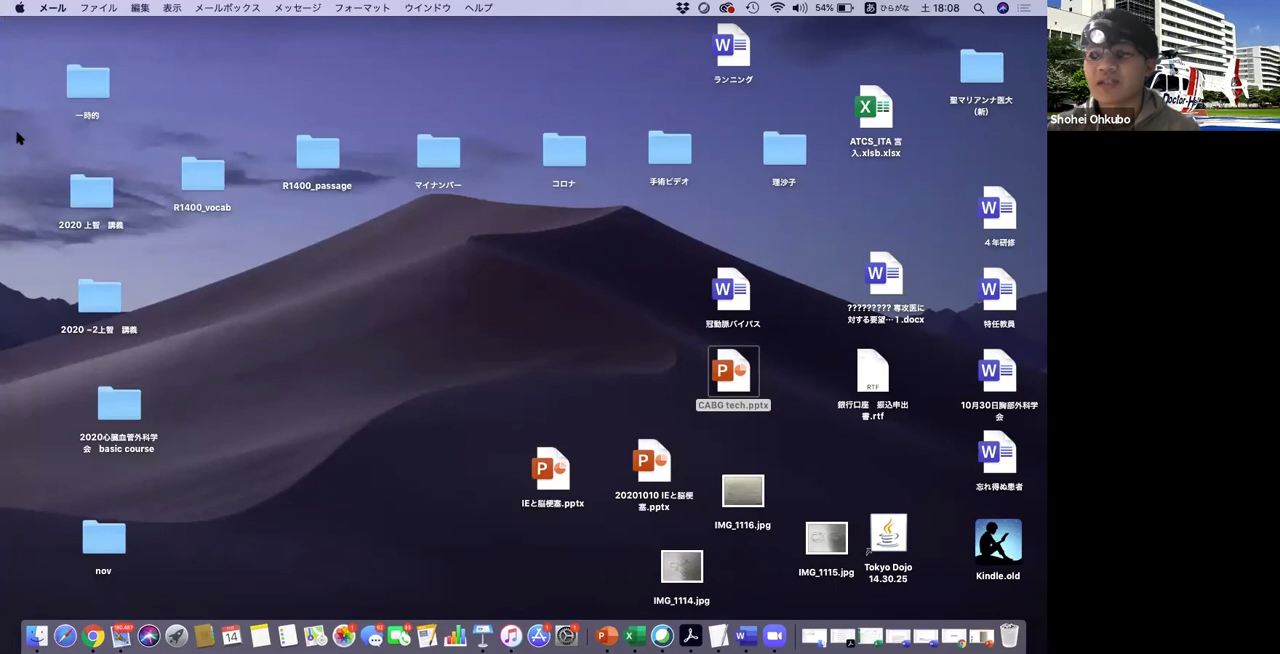 メール ファイル 編集 表示 メールボックス メッセージ フォーマット ウインドウ ヘルプ
54% あ ひらがな 土 18:08
Shohei Ohkubo
一時的
2020 上智　講義
2020 −2上智　講義
2020心臓血管外科学
会　basic course
nov
R1400_vocab
R1400_passage
マイナンバー
コロナ
手術ビデオ
理沙子
ランニング
ATCS_ITA 宮
入.xlsb.xlsx
聖マリアンナ医大
（新）
４年研修
特任教員
10月30日胸部外科学
会
忘れ得ぬ患者
Kindle.old
冠動脈バイパス
????????? 専攻医に
対する要望…1.docx
CABG tech.pptx
RTF
銀行口座　振込申出
書.rtf
IEと脳梗塞.pptx
20201010 IEと脳梗
塞.pptx
IMG_1116.jpg
IMG_1115.jpg
IMG_1114.jpg
Tokyo Dojo
14.30.25